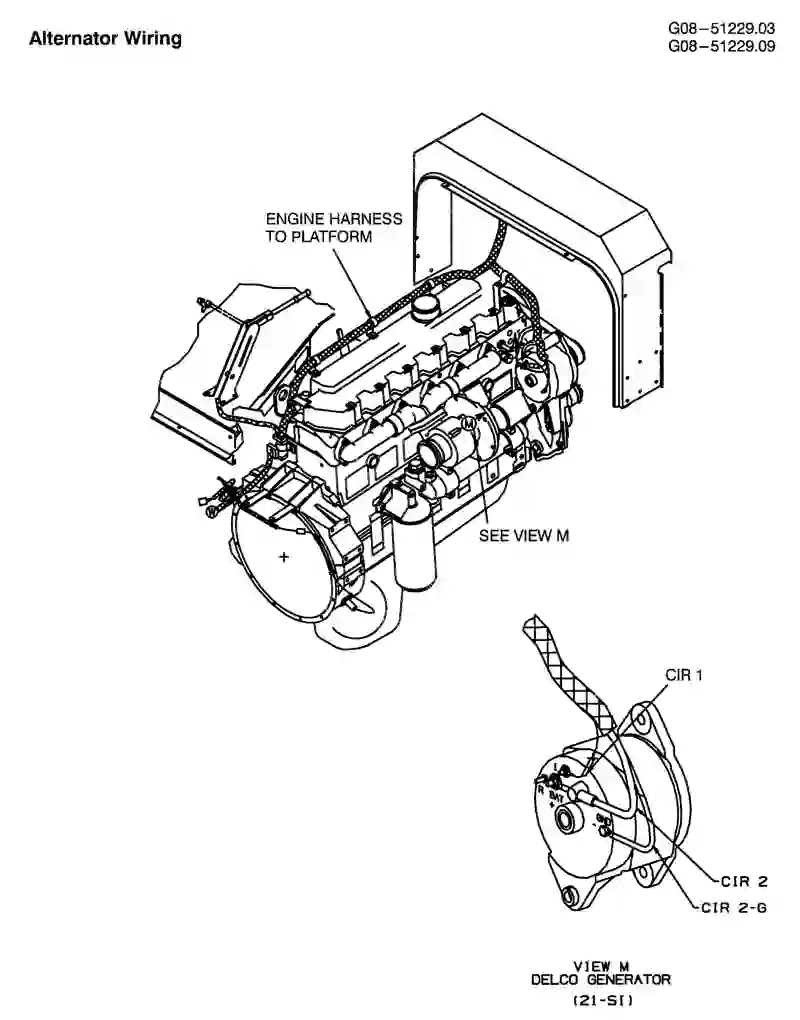 Alternator Wiring
G08-51229.03
G08-51229.09
ENGINE HARNESS
TO PLATFORM
M
SEE VIEW M
CIR 1
L
R
BAT
+
GND
-
CIR 2
CIR 2-G
VIEW M
DELCO GENERATOR
(21-SI)